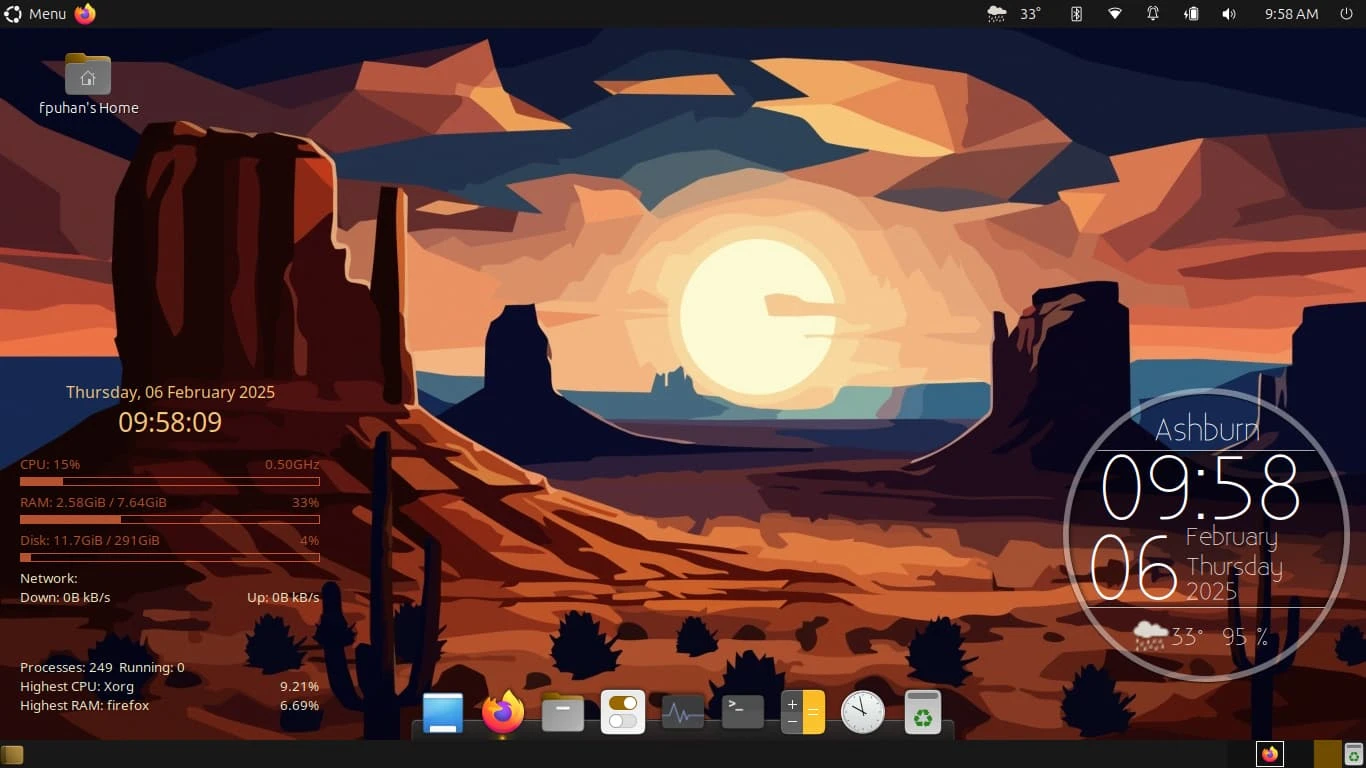 Menu
33°
9:58 AM
fpuhan's Home
Thursday, 06 February 2025
09:58:09
CPU: 15% 0.50GHz
RAM: 2.58GiB / 7.64GiB 33%
Disk: 11.7GiB / 291GiB 4%
Network:
Down: 0B kB/s Up: 0B kB/s
Processes: 249 Running: 0
Highest CPU: Xorg 9.21%
Highest RAM: firefox 6.69%
Ashburn
09:58
06
February
Thursday
2025
33° 95 %